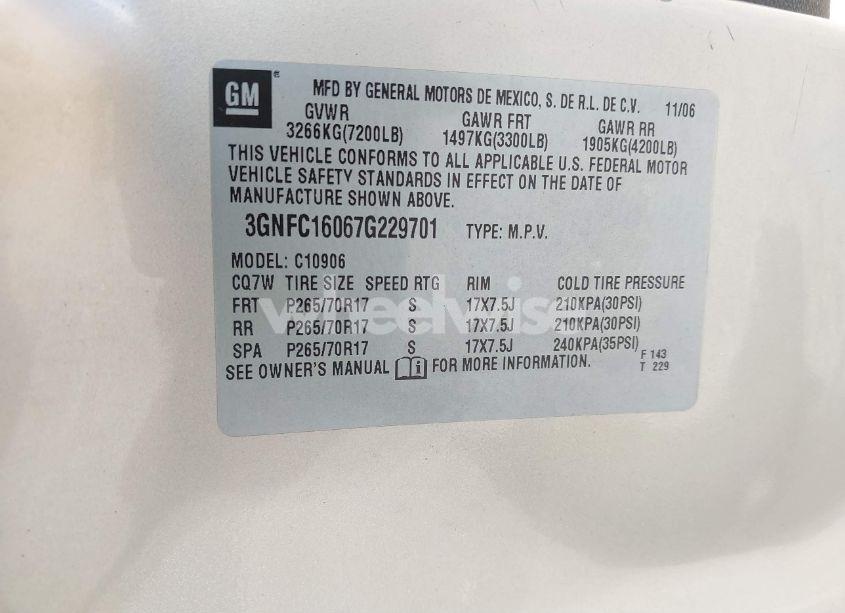 GM ® MFD BY GENERAL MOTORS DE MEXICO, S. DE R.L. DE C.V. 11/06
GVWR GAWR FRT GAWR RR
3266KG(7200LB) 1497KG(3300LB) 1905KG(4200LB)
THIS VEHICLE CONFORMS TO ALL APPLICABLE U.S. FEDERAL MOTOR
VEHICLE SAFETY STANDARDS IN EFFECT ON THE DATE OF
MANUFACTURE SHOWN ABOVE.
3GNFC16067G229701 TYPE: M.P.V.
MODEL: C10906
CQ7W TIRE SIZE SPEED RTG RIM COLD TIRE PRESSURE
FRT P265/70R17 S 17X7.5J 210KPA(30PSI)
RR P265/70R17 S 17X7.5J 210KPA(30PSI)
SPA P265/70R17 S 17X7.5J 240KPA(35PSI)
F 143
SEE OWNER'S MANUAL FOR MORE INFORMATION. T 229